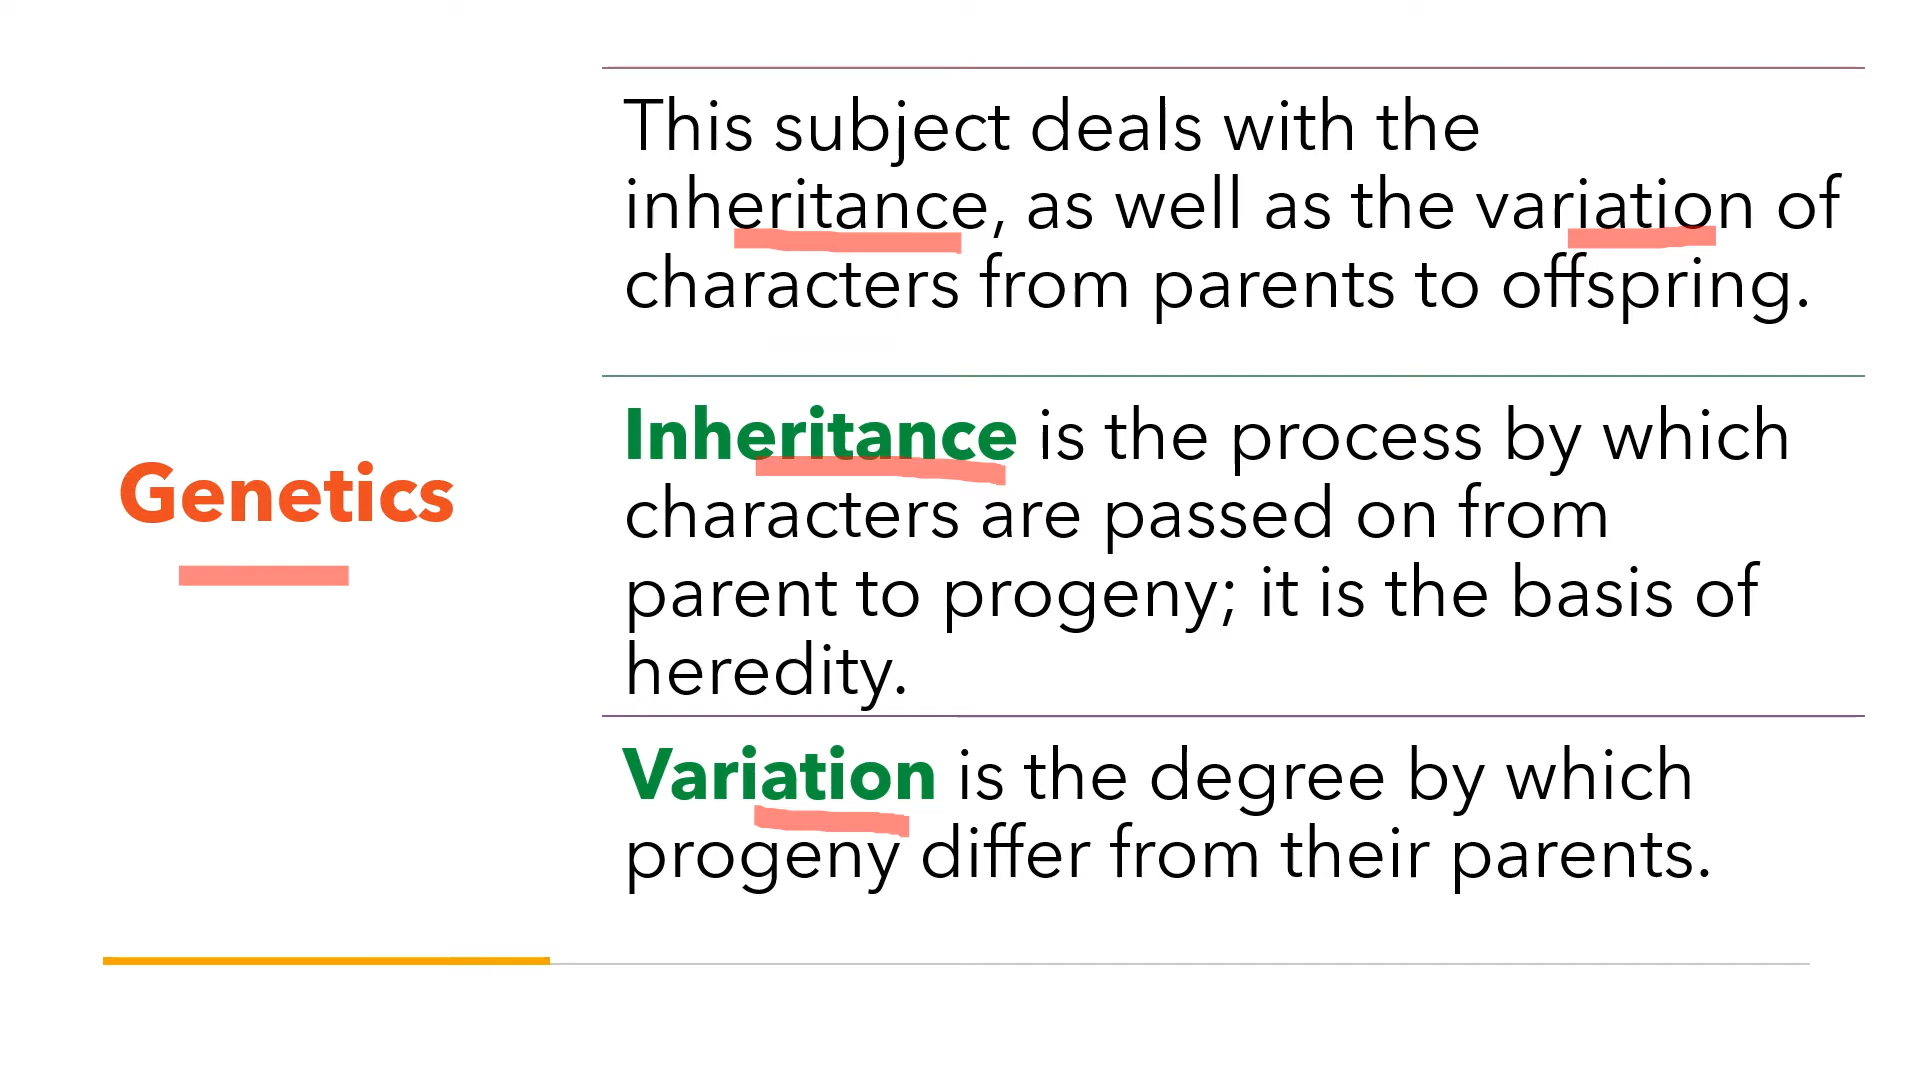 Genetics
This subject deals with the
inheritance, as well as the variation of
characters from parents to offspring.
Inheritance is the process by which
characters are passed on from
parent to progeny; it is the basis of
heredity.
Variation is the degree by which
progeny differ from their parents.